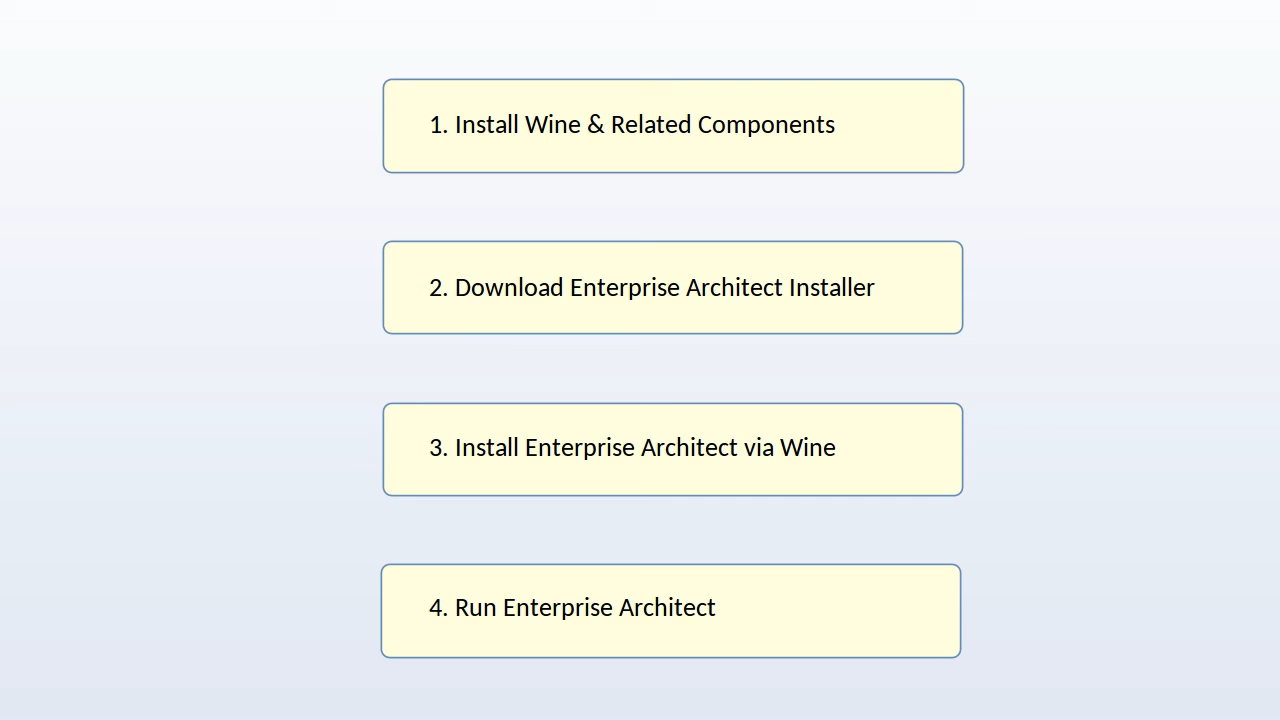 1. Install Wine & Related Components
2. Download Enterprise Architect Installer
3. Install Enterprise Architect via Wine
4. Run Enterprise Architect